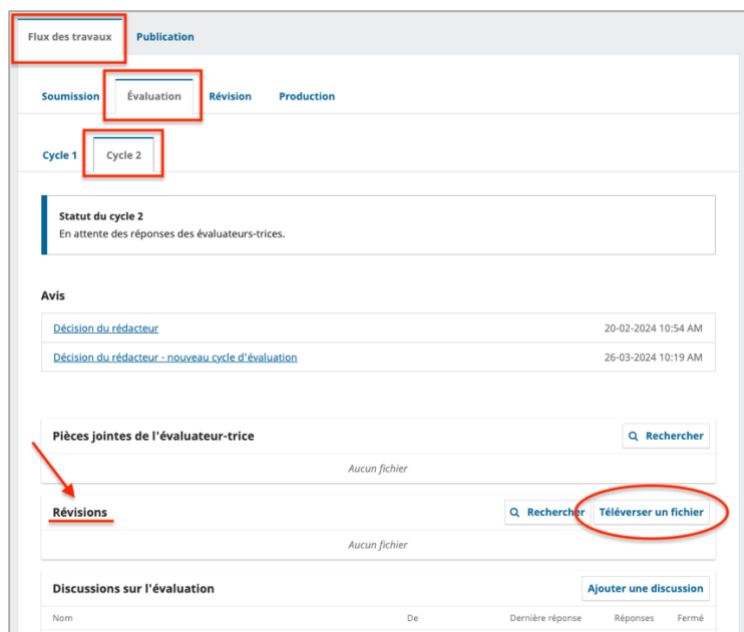 Flux des travaux Publication
Soumission Évaluation Révision Production
Cycle 1 Cycle 2
Statut du cycle 2
En attente des réponses des évaluateurs-trices.
Avis
Décision du rédacteur 20-02-2024 10:54 AM
Décision du rédacteur - nouveau cycle d'évaluation 26-03-2024 10:19 AM
Pièces jointes de l'évaluateur-trice Rechercher
Aucun fichier
Révisions Rechercher Téléverser un fichier
Aucun fichier
Discussions sur l'évaluation Ajouter une discussion
Nom De Dernière réponse Réponses Fermé